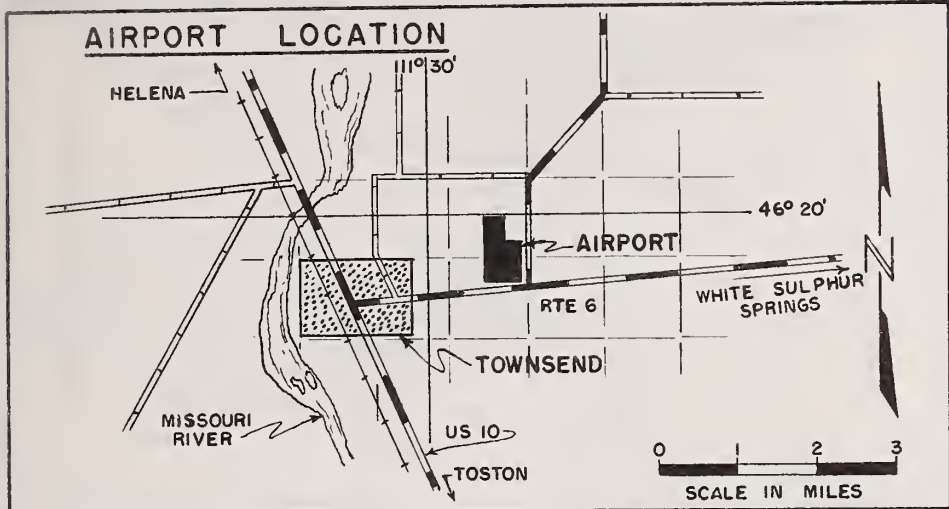 AIRPORT LOCATION
111° 30'
HELENA
46° 20'
AIRPORT
N
RTE 6
WHITE SULPHUR
SPRINGS
TOWNSEND
MISSOURI
RIVER
US 10
TOSTON
0 1 2 3
SCALE IN MILES